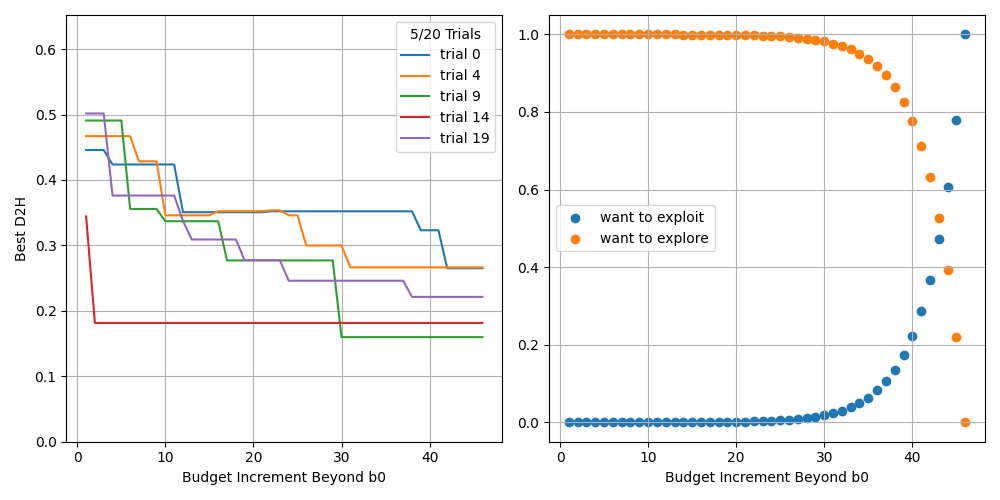 0.6
0.5
0.4
0.3
0.2
0.1
0.0
Best D2H
0
10
20
30
40
Budget Increment Beyond b0
5/20 Trials
trial 0
trial 4
trial 9
trial 14
trial 19
1.0
0.8
0.6
0.4
0.2
0.0
0
10
20
30
40
Budget Increment Beyond b0
want to exploit
want to explore